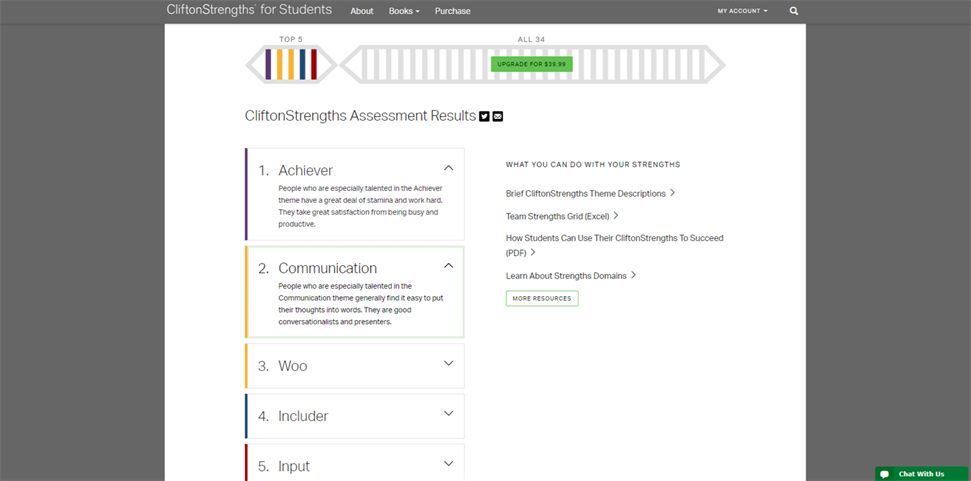 CliftonStrengths® for Students
About
Books
Purchase
MY ACCOUNT
TOP 5
ALL 34
UPGRADE FOR $39.99
CliftonStrengths Assessment Results
1. Achiever
People who are especially talented in the Achiever
theme have a great deal of stamina and work hard.
They take great satisfaction from being busy and
productive.
2. Communication
People who are especially talented in the
Communication theme generally find it easy to put
their thoughts into words. They are good
conversationalists and presenters.
3. Woo
4. Includer
5. Input
WHAT YOU CAN DO WITH YOUR STRENGTHS
Brief CliftonStrengths Theme Descriptions
Team Strengths Grid (Excel)
How Students Can Use Their CliftonStrengths To Succeed
(PDF)
Learn About Strengths Domains
MORE RESOURCES
Chat With Us